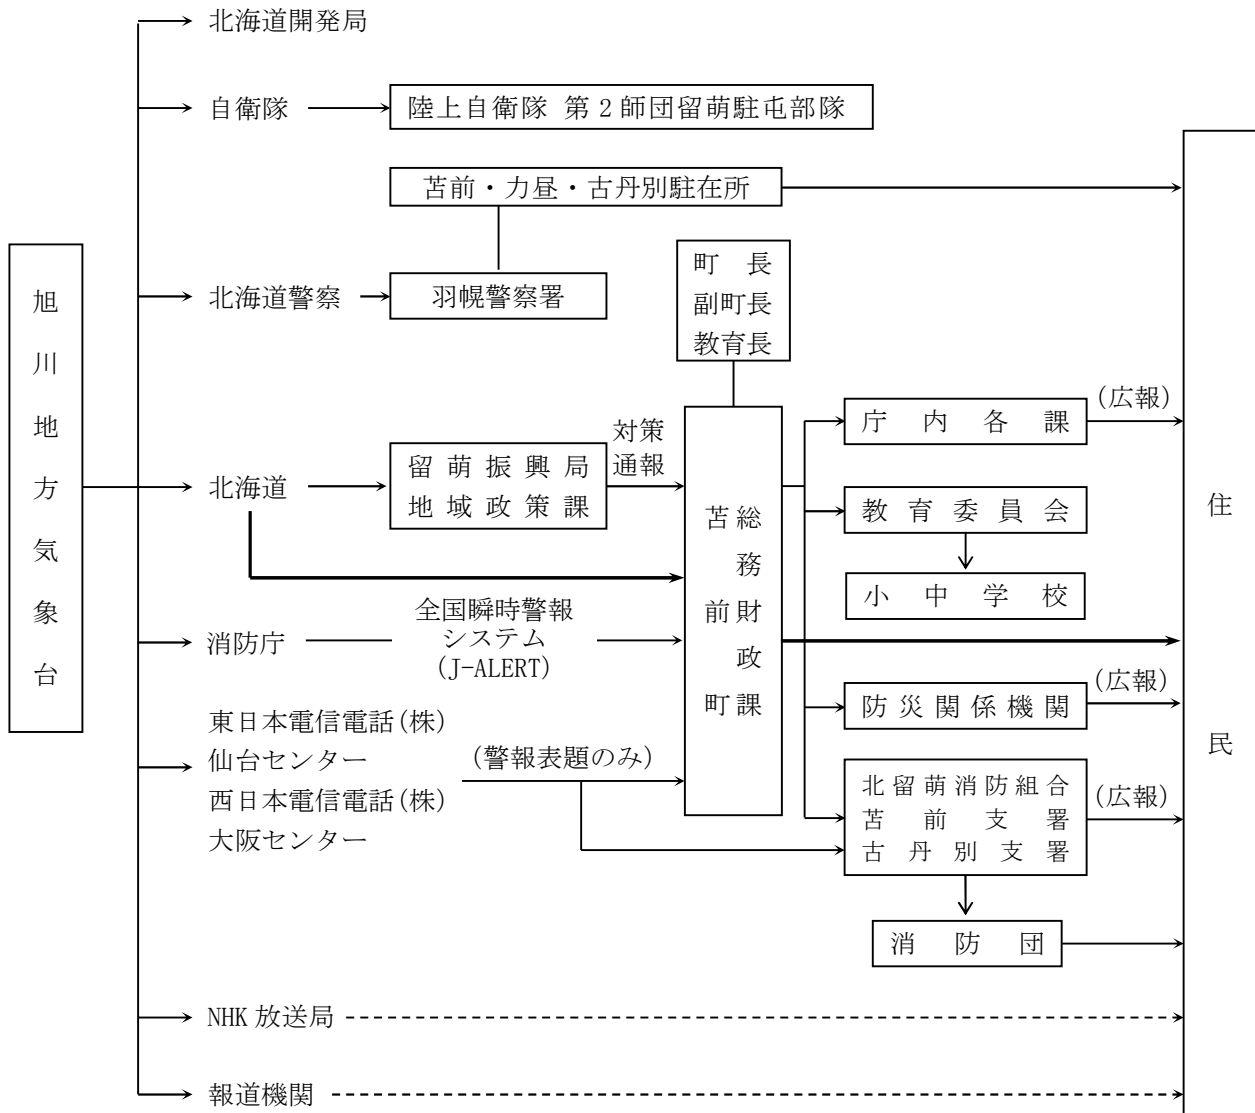 旭川地方気象台
北海道開発局
自衛隊
陸上自衛隊 第2師団留萌駐屯部隊
苫前・力昼・古丹別駐在所
北海道警察
羽幌警察署
町長
副町長
教育長
北海道
留萌振興局
地域政策課
対策
通報
苫前町
総務財政課
庁内各課
(広報)
教育委員会
小中学校
消防庁
全国瞬時警報
システム
(J-ALERT)
防災関係機関
(広報)
東日本電信電話(株)
仙台センター
西日本電信電話(株)
大阪センター
(警報表題のみ)
北留萌消防組合
苫前支署
古丹別支署
(広報)
消防団
NHK 放送局
報道機関
住民